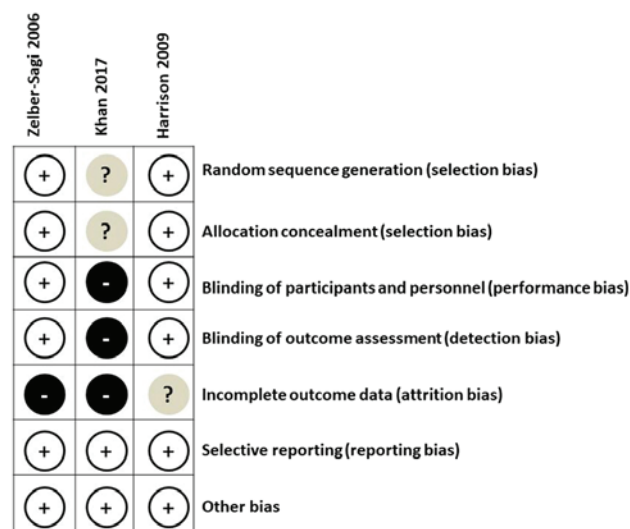 Zelber-Sagi 2006
Khan 2017
Harrison 2009
+ ? + Random sequence generation (selection bias)
+ ? + Allocation concealment (selection bias)
+ - + Blinding of participants and personnel (performance bias)
+ - + Blinding of outcome assessment (detection bias)
- - ? Incomplete outcome data (attrition bias)
+ + + Selective reporting (reporting bias)
+ + + Other bias